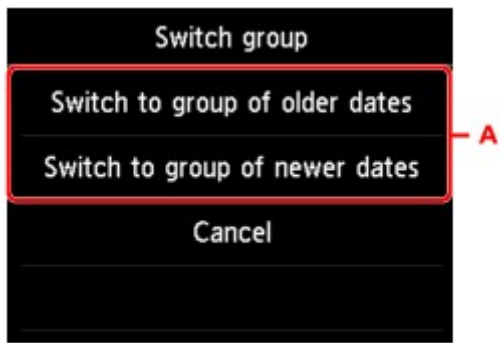 Switch group
Switch to group of older dates
A
Switch to group of newer dates
Cancel